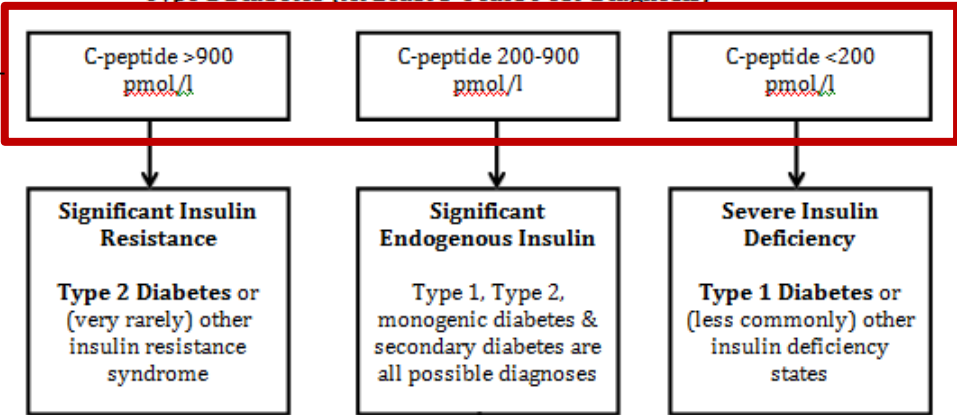 C-peptide >900
pmol/l
C-peptide 200-900
pmol/l
C-peptide <200
pmol/l
Significant Insulin
Resistance
Type 2 Diabetes or
(very rarely) other
insulin resistance
syndrome
Significant
Endogenous Insulin
Type 1, Type 2,
monogenic diabetes &
secondary diabetes are
all possible diagnoses
Severe Insulin
Deficiency
Type 1 Diabetes or
(less commonly) other
insulin deficiency
states